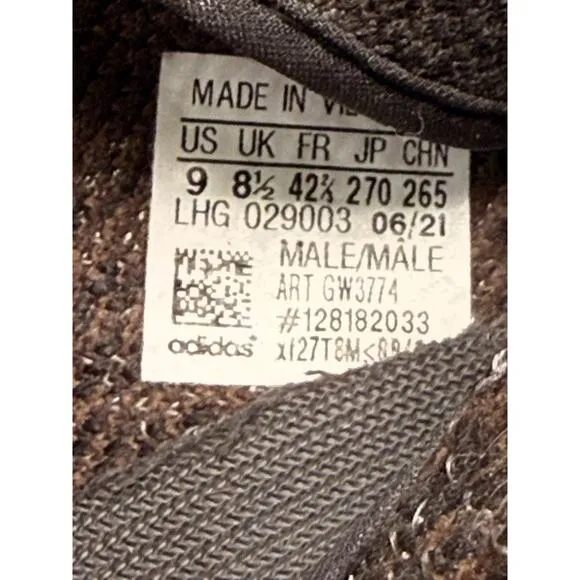 MADE IN
US UK FR JP CHN
9 8½ 42⅔ 270 265
LHG 029003 06/21
MALE/MÂLE
ART GW3774
#128182033
adidas